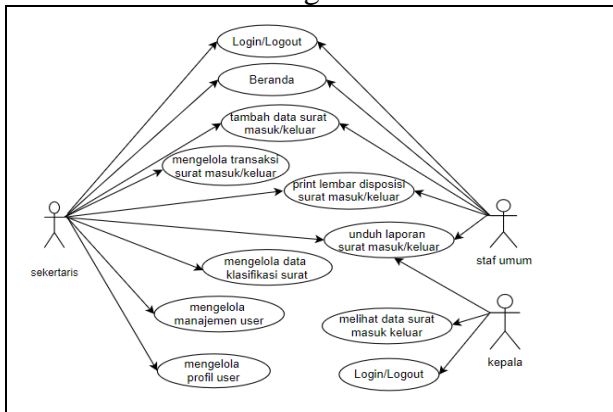 Login/Logout
Beranda
tambah data surat
masuk/keluar
mengelola transaksi
surat masuk/keluar
print lembar disposisi
surat masuk/keluar
unduh laporan
surat masuk/keluar
sekertaris
staf umum
mengelola data
klasifikasi surat
mengelola
manajemen user
melihat data surat
masuk keluar
kepala
mengelola
profil user
Login/Logout